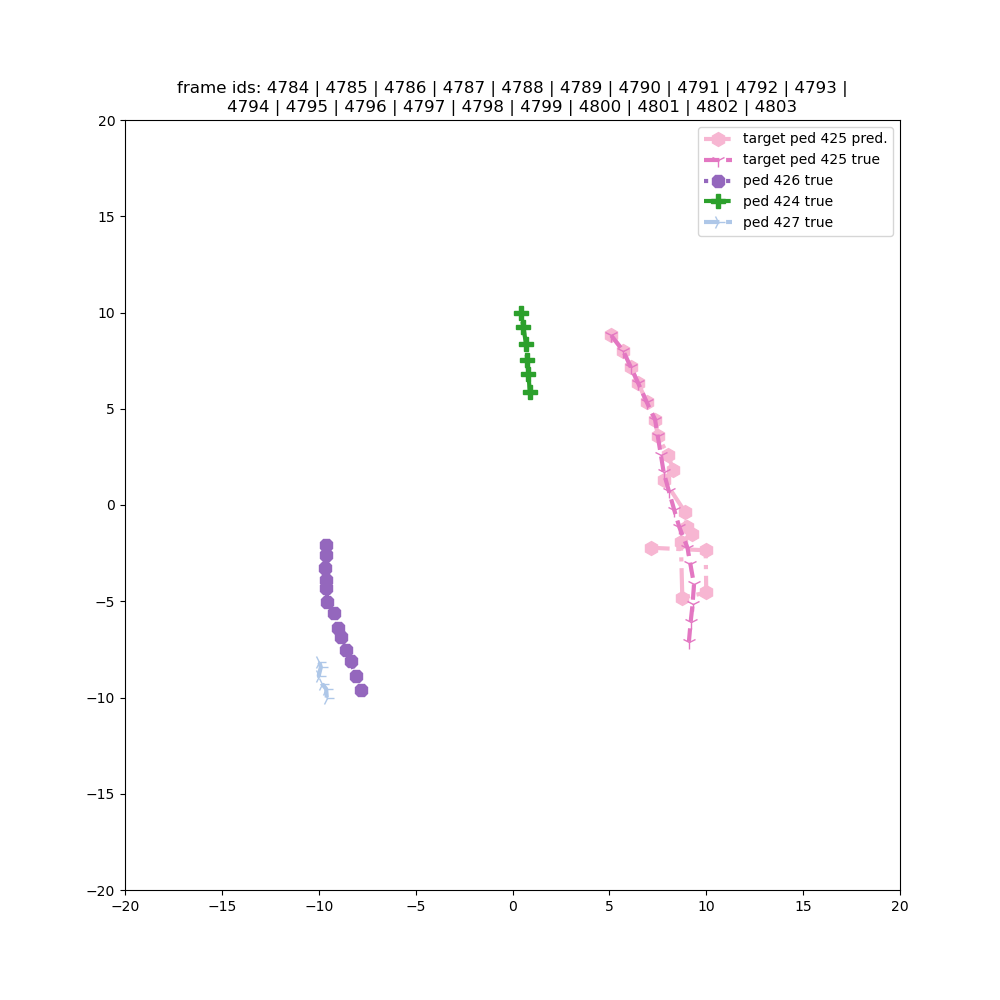 frame ids: 4784 | 4785 | 4786 | 4787 | 4788 | 4789 | 4790 | 4791 | 4792 | 4793 |
4794 | 4795 | 4796 | 4797 | 4798 | 4799 | 4800 | 4801 | 4802 | 4803
target ped 425 pred.
target ped 425 true
ped 426 true
ped 424 true
ped 427 true
20
15
10
5
0
−5
−10
−15
−20
−20 −15 −10 −5 0 5 10 15 20